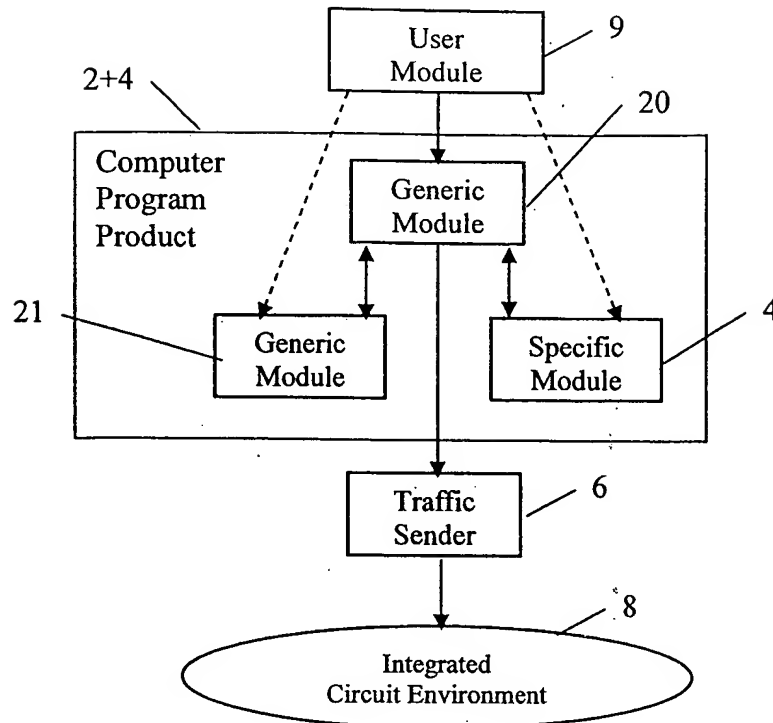 User
Module
9
2+4
20
Computer
Program
Product
Generic
Module
21
Generic
Module
Specific
Module
4
Traffic
Sender
6
8
Integrated
Circuit Environment